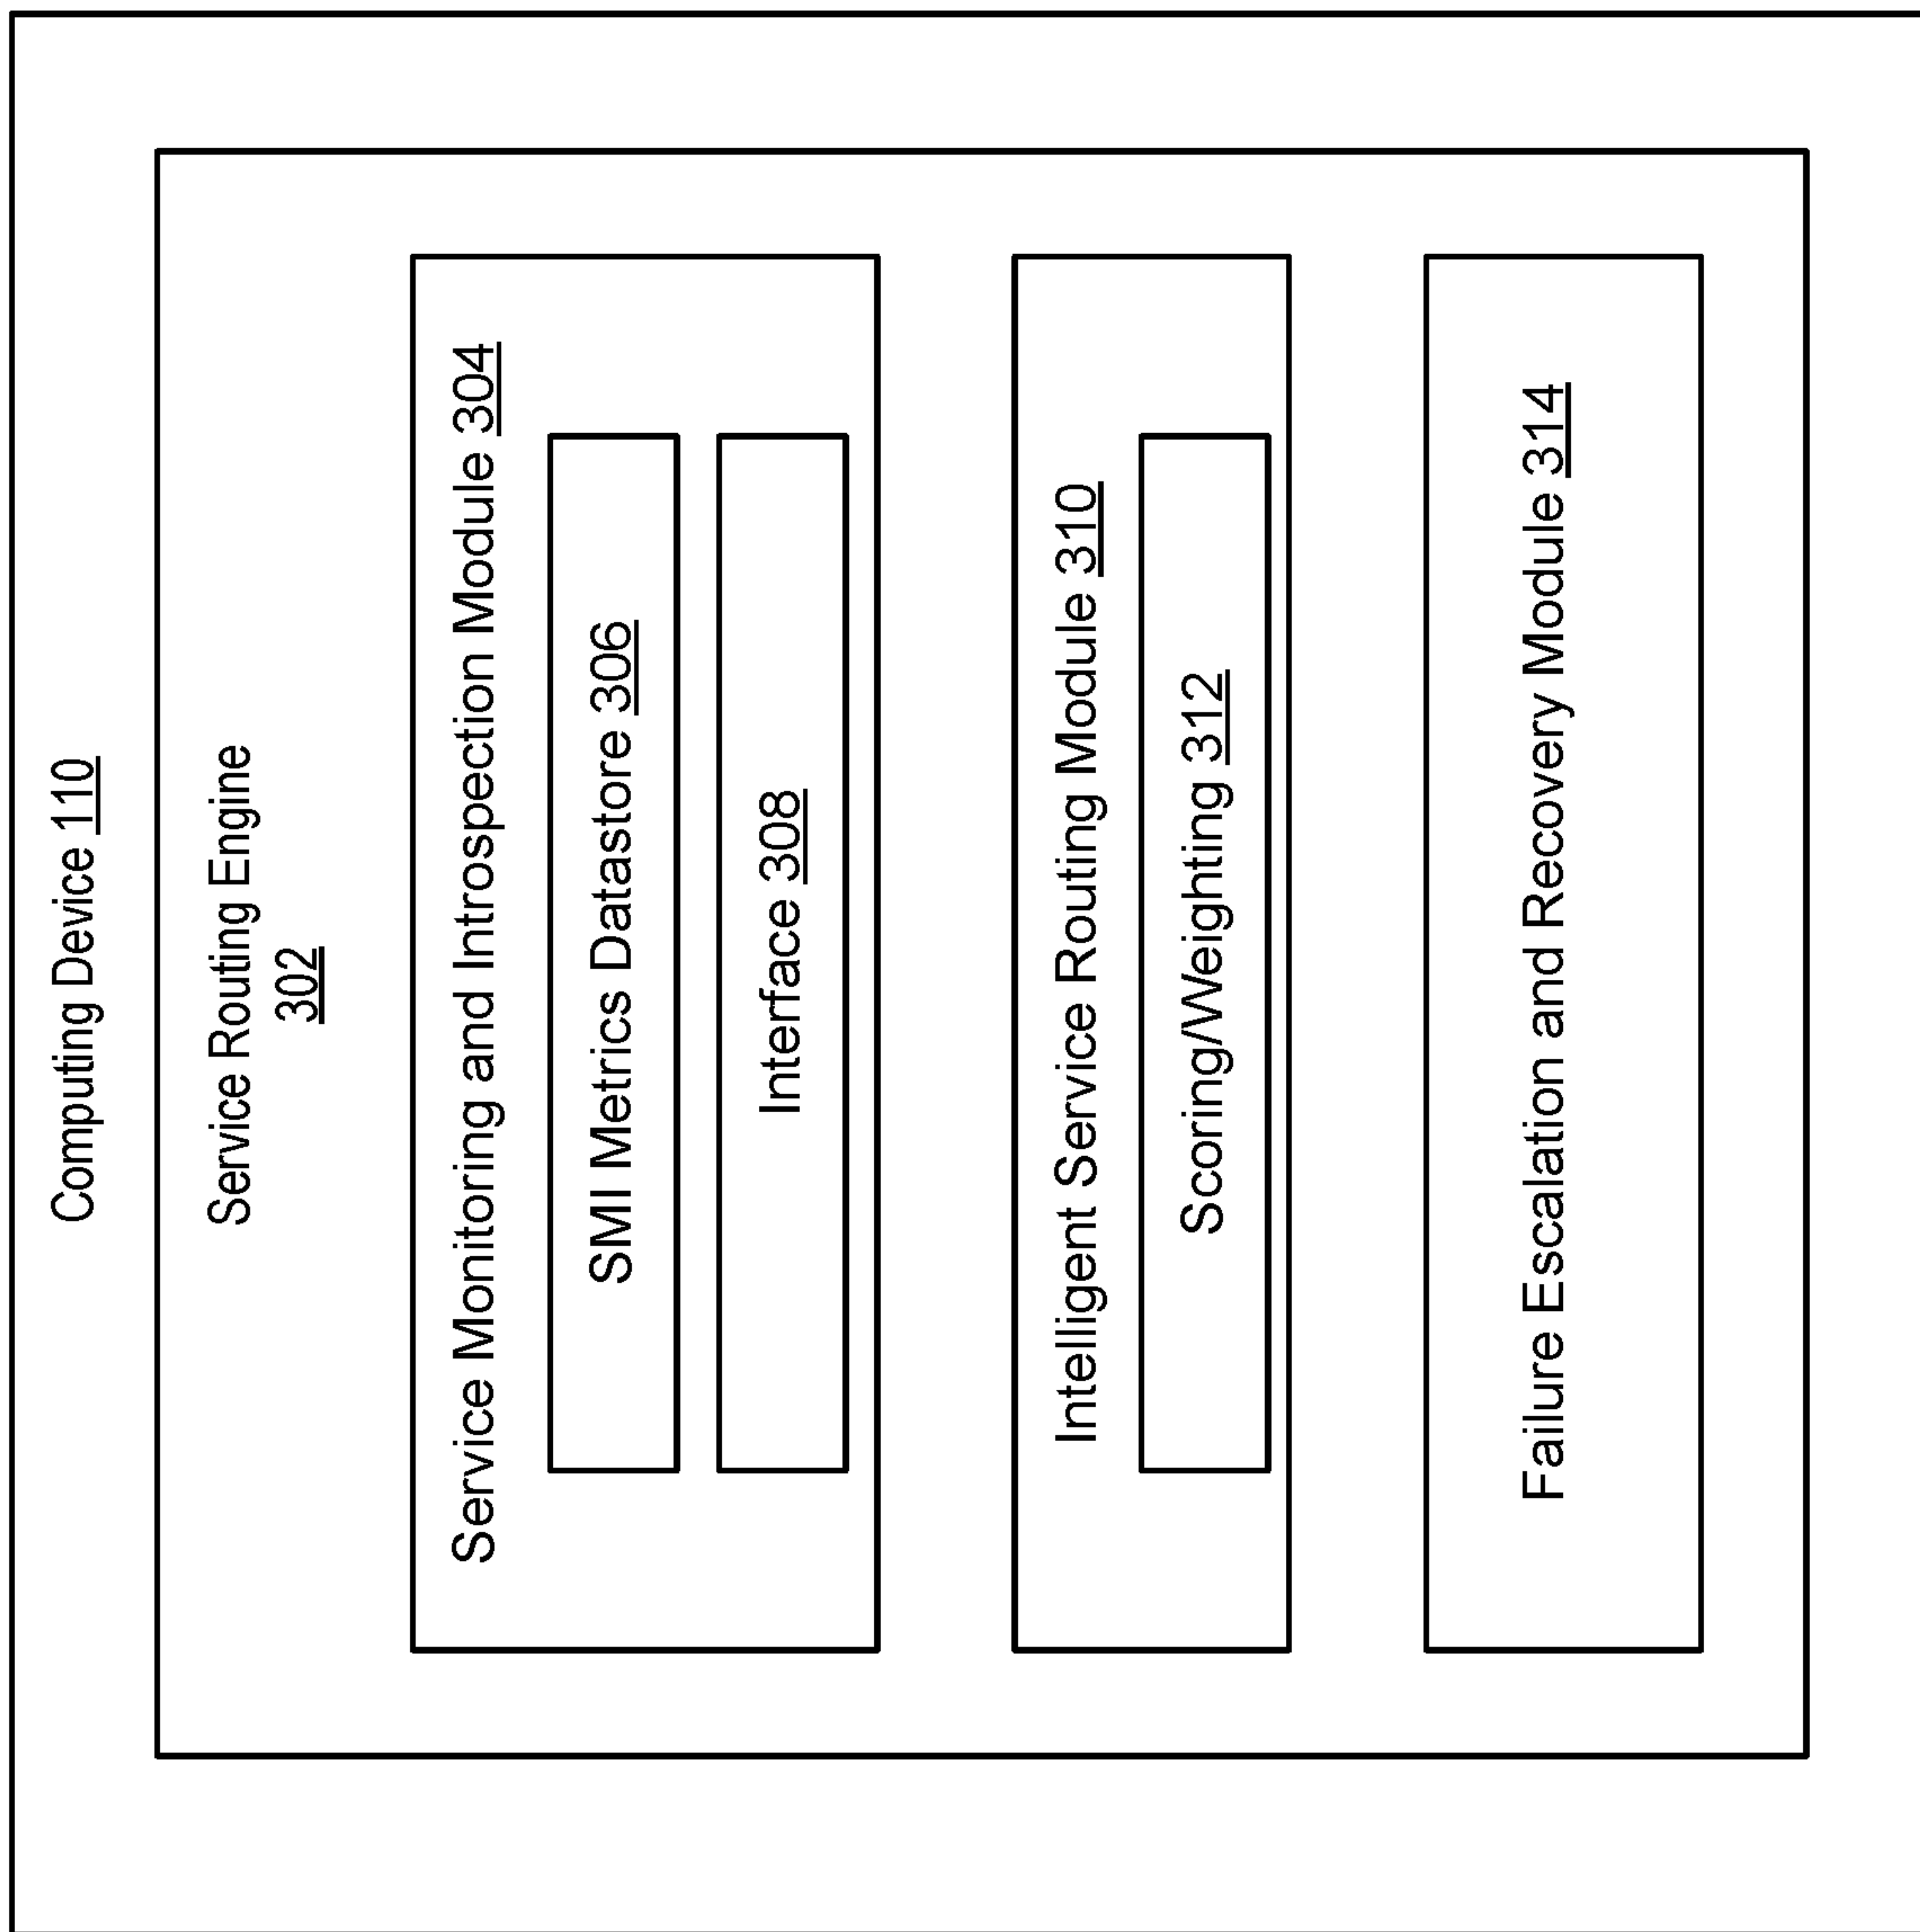 Computing Device 110
Service Routing Engine
302
Service Monitoring and Introspection Module 304
SMI Metrics Datastore 306
Interface 308
Intelligent Service Routing Module 310
Scoring/Weighting 312
Failure Escalation and Recovery Module 314